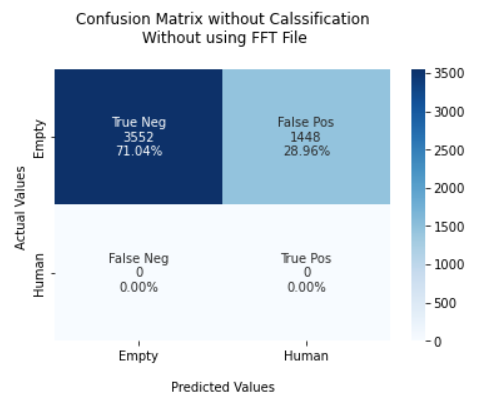 Confusion Matrix without Calssification
Without using FFT File
True Neg
3552
71.04%
False Pos
1448
28.96%
False Neg
0
0.00%
True Pos
0
0.00%
Empty
Human
Actual Values
Empty
Human
Predicted Values
3500
3000
2500
2000
1500
1000
500
0